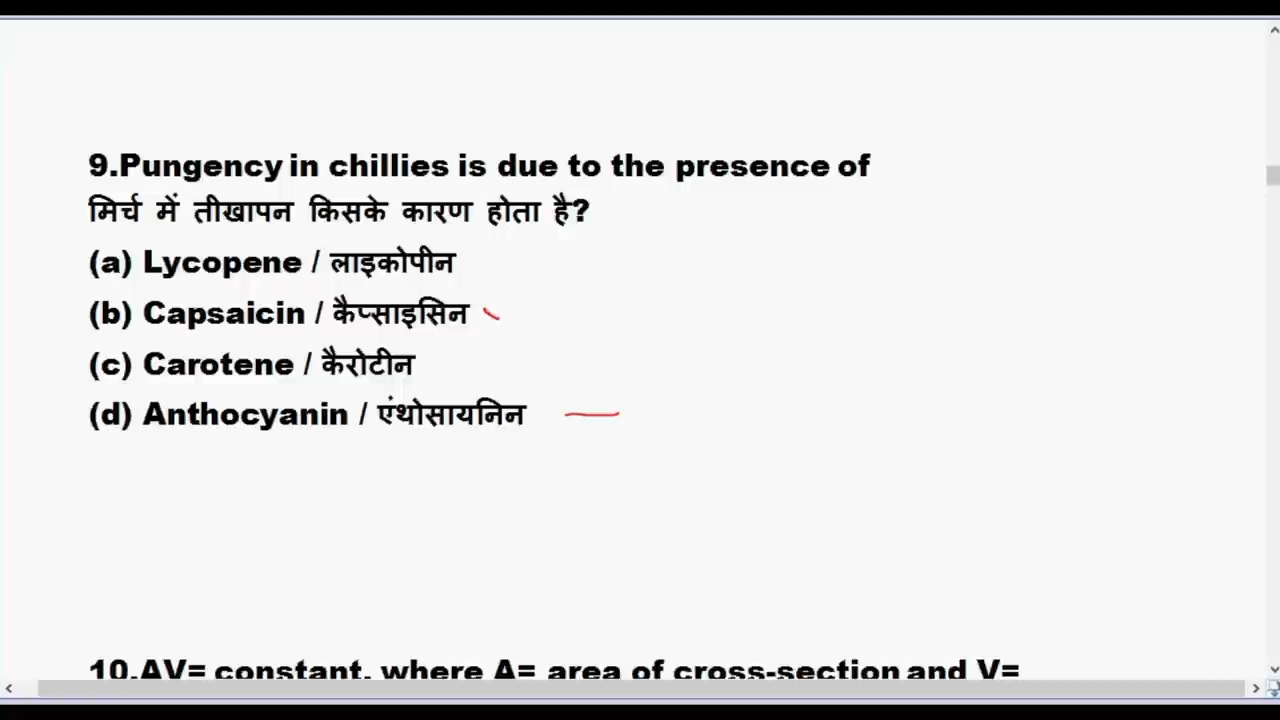 9.Pungency in chillies is due to the presence of
मिर्च में तीखापन किसके कारण होता है?
(a) Lycopene / लाइकोपीन
(b) Capsaicin / कैप्साइसिन
(c) Carotene / कैरोटीन
(d) Anthocyanin / एंथोसायनिन
10.AV= constant, where A= area of cross-section and V=